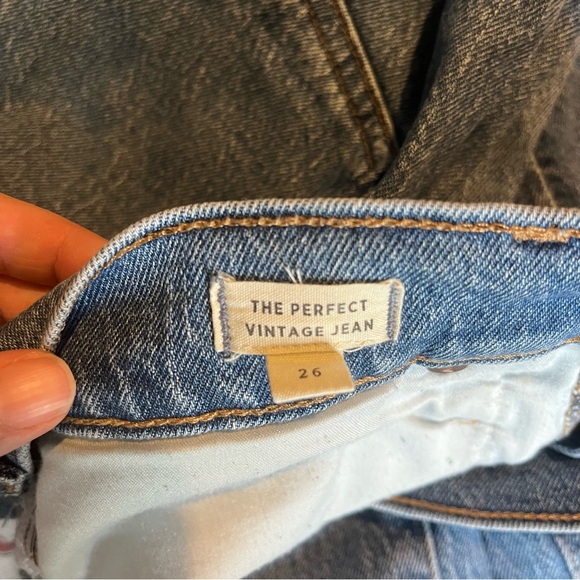 THE PERFECT
VINTAGE JEAN
26